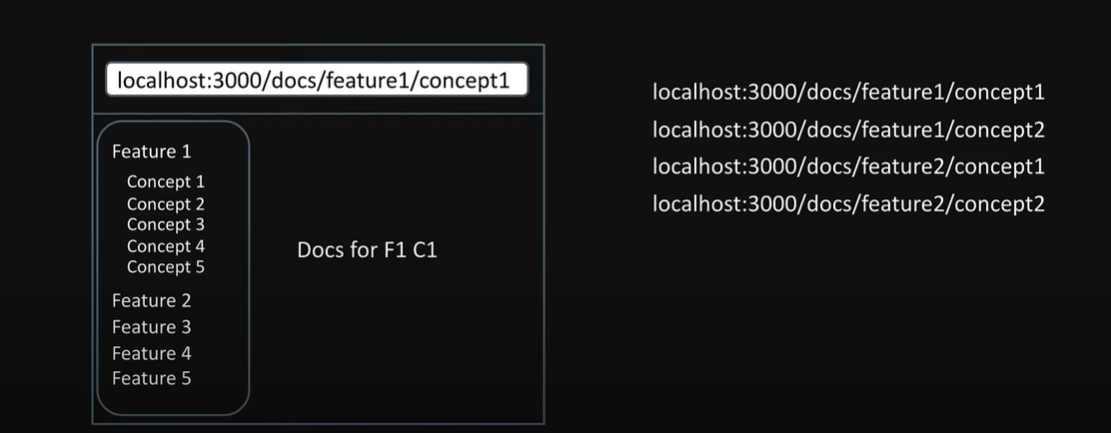 localhost:3000/docs/feature1/concept1
Feature 1
Concept 1
Concept 2
Concept 3
Concept 4
Concept 5
Feature 2
Feature 3
Feature 4
Feature 5
Docs for F1 C1
localhost:3000/docs/feature1/concept1
localhost:3000/docs/feature1/concept2
localhost:3000/docs/feature2/concept1
localhost:3000/docs/feature2/concept2